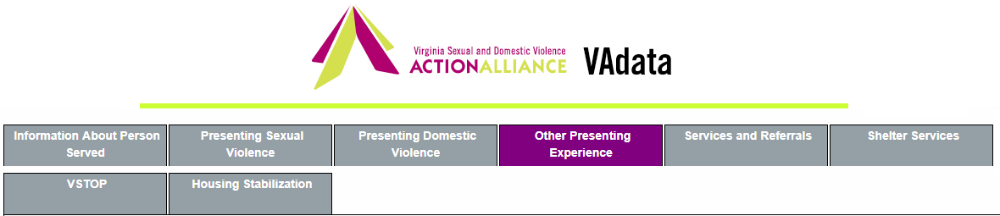 Virginia Sexual and Domestic Violence
ACTIONALLIANCE
VAdata
Information About Person
Served
Presenting Sexual
Violence
Presenting Domestic
Violence
Other Presenting
Experience
Services and Referrals
Shelter Services
VSTOP
Housing Stabilization